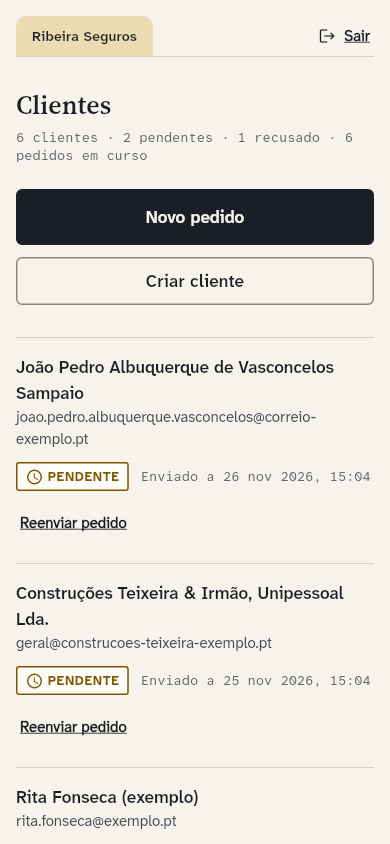 Ribeira Seguros
Sair
Clientes
6 clientes · 2 pendentes · 1 recusado · 6
pedidos em curso
Novo pedido
Criar cliente
João Pedro Albuquerque de Vasconcelos
Sampaio
joao.pedro.albuquerque.vasconcelos@correio-
exemplo.pt
PENDENTE Enviado a 26 nov 2026, 15:04
Reenviar pedido
Construções Teixeira & Irmão, Unipessoal
Lda.
geral@construcoes-teixeira-exemplo.pt
PENDENTE Enviado a 25 nov 2026, 15:04
Reenviar pedido
Rita Fonseca (exemplo)
rita.fonseca@exemplo.pt